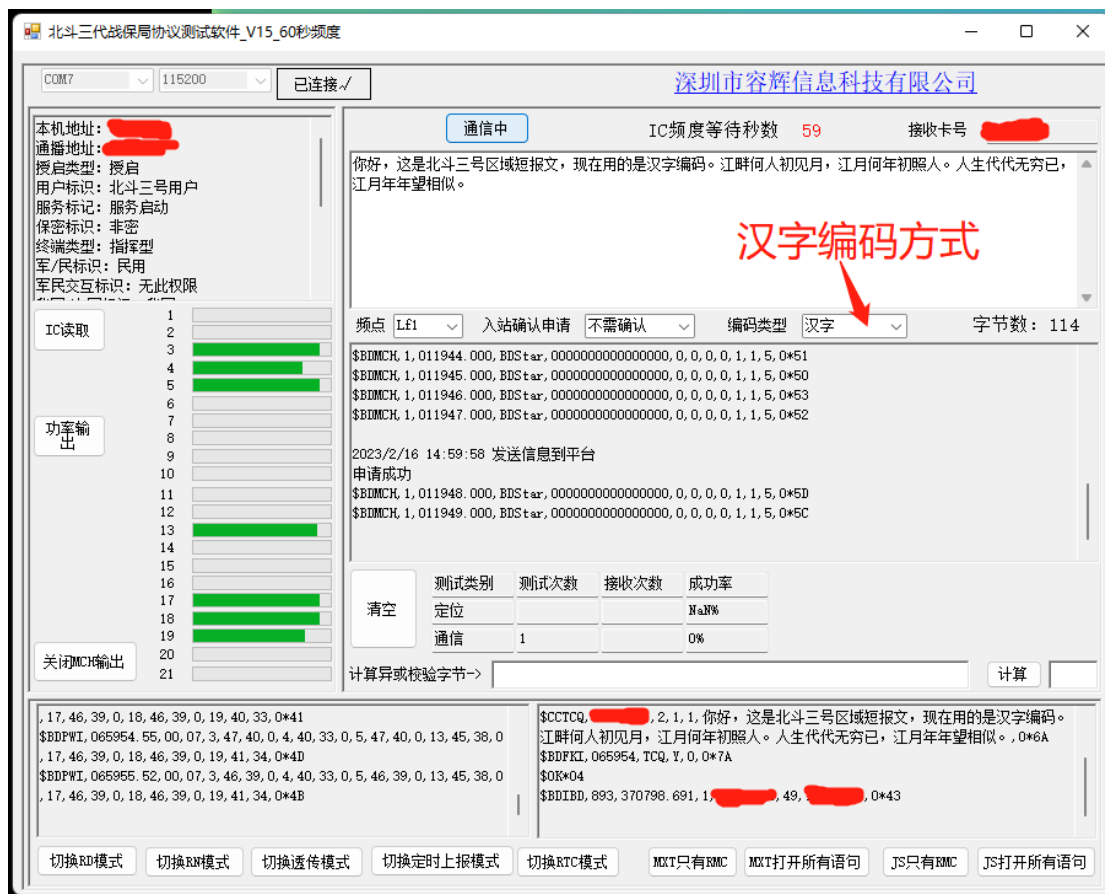 北斗三代战保局协议测试软件_V15_60秒频度
COM7 115200 已连接√ 深圳市容辉信息科技有限公司
本机地址:
通播地址:
授启类型: 授启
用户标识: 北斗三号用户
服务标记: 服务启动
保密标识: 非密
终端类型: 指挥型
军/民标识: 民用
军民交互标识: 无此权限
通信中 IC频度等待秒数 59 接收卡号
你好，这是北斗三号区域短报文，现在用的是汉字编码。江畔何人初见月，江月何年初照人。人生代代无穷已，
江月年年望相似。
汉字编码方式
频点 Lf1 入站确认申请 不需确认 编码类型 汉字 字节数: 114
IC读取
功率输
出
关闭MCH输出
1
2
3
4
5
6
7
8
9
10
11
12
13
14
15
16
17
18
19
20
21
$BDMCH,1,011944.000,BDStar,0000000000000000,0,0,0,0,1,1,5,0*51
$BDMCH,1,011945.000,BDStar,0000000000000000,0,0,0,0,1,1,5,0*50
$BDMCH,1,011946.000,BDStar,0000000000000000,0,0,0,0,1,1,5,0*53
$BDMCH,1,011947.000,BDStar,0000000000000000,0,0,0,0,1,1,5,0*52
2023/2/16 14:59:58 发送信息到平台
申请成功
$BDMCH,1,011948.000,BDStar,0000000000000000,0,0,0,0,1,1,5,0*5D
$BDMCH,1,011949.000,BDStar,0000000000000000,0,0,0,0,1,1,5,0*5C
清空
测试类别 测试次数 接收次数 成功率
定位 NaN%
通信 1 0%
计算异或校验字节-> 计算
,17,46,39,0,18,46,39,0,19,40,33,0*41
$BDPWI,065954.55,00,07,3,47,40,0,4,40,33,0,5,47,40,0,13,45,38,0
,17,46,39,0,18,46,39,0,19,41,34,0*4D
$BDPWI,065955.52,00,07,3,46,39,0,4,40,33,0,5,46,39,0,13,45,38,0
,17,46,39,0,18,46,39,0,19,41,34,0*4B
$CCTCQ, ,2,1,1,你好，这是北斗三号区域短报文，现在用的是汉字编码。
江畔何人初见月，江月何年初照人。人生代代无穷已，江月年年望相似。,0*6A
$BDFKI,065954,TCQ,Y,0,0*7A
$OK*04
$BDIBD,893,370798.691,1, ,49, ,0*43
切换RD模式 切换RN模式 切换透传模式 切换定时上报模式 切换RTC模式 MXT只有RMC MXT打开所有语句 JS只有RMC JS打开所有语句